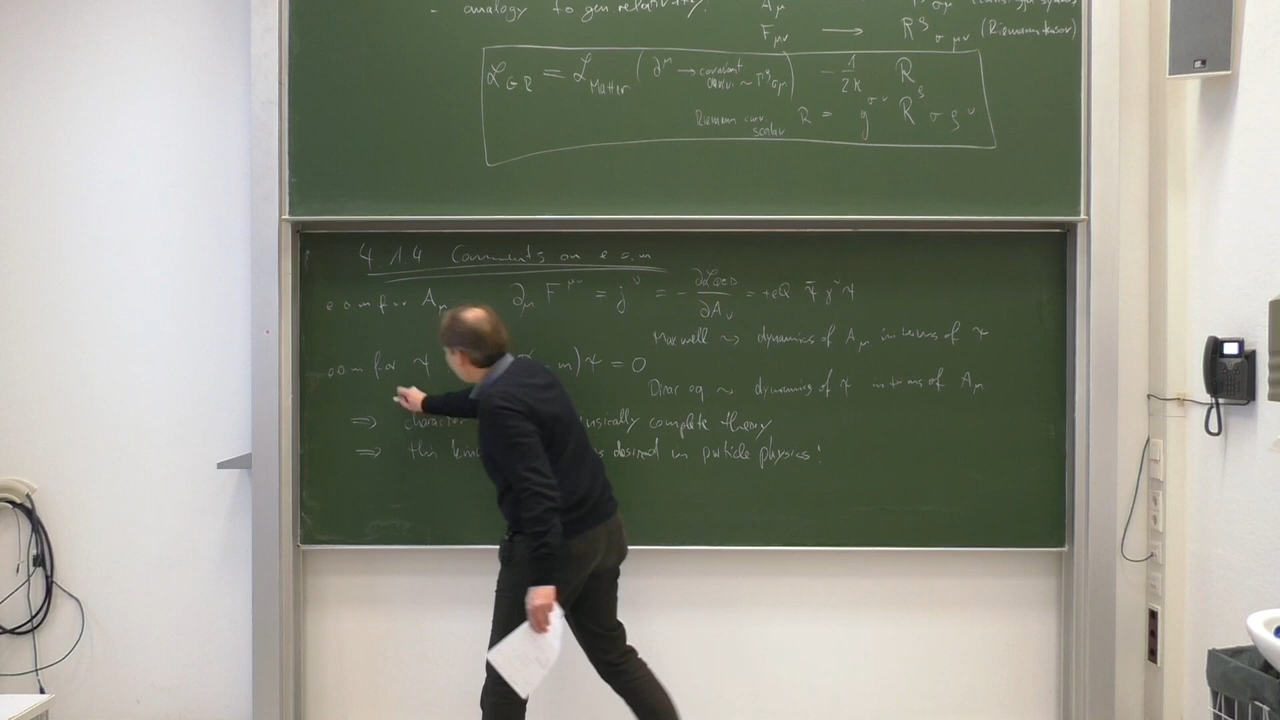 - analogy to gen relativity. A_μ
F_μν → R^ρ_σμν (Riemann tensor)
ℒ_GR = ℒ_Matter (∂^μ → covariant deriv. ~ Γ^ρ_σμ) - 1/2k R
Riemann curv. scalar R = g^σν R^ρ_σρν
4.1.4 Comments on e o m
e o m for A_μ ∂_μ F^μν = j^ν = - ∂ℒ_QED/∂A_ν = +eQ ψ̄ γ^ν ψ
Maxwell ⇝ dynamics of A_μ in terms of ψ
eom for ψ m)ψ = 0
Dirac eq ~ dynamics of ψ in terms of A_μ
⇒ complete theory
⇒ this desired in particle physics!